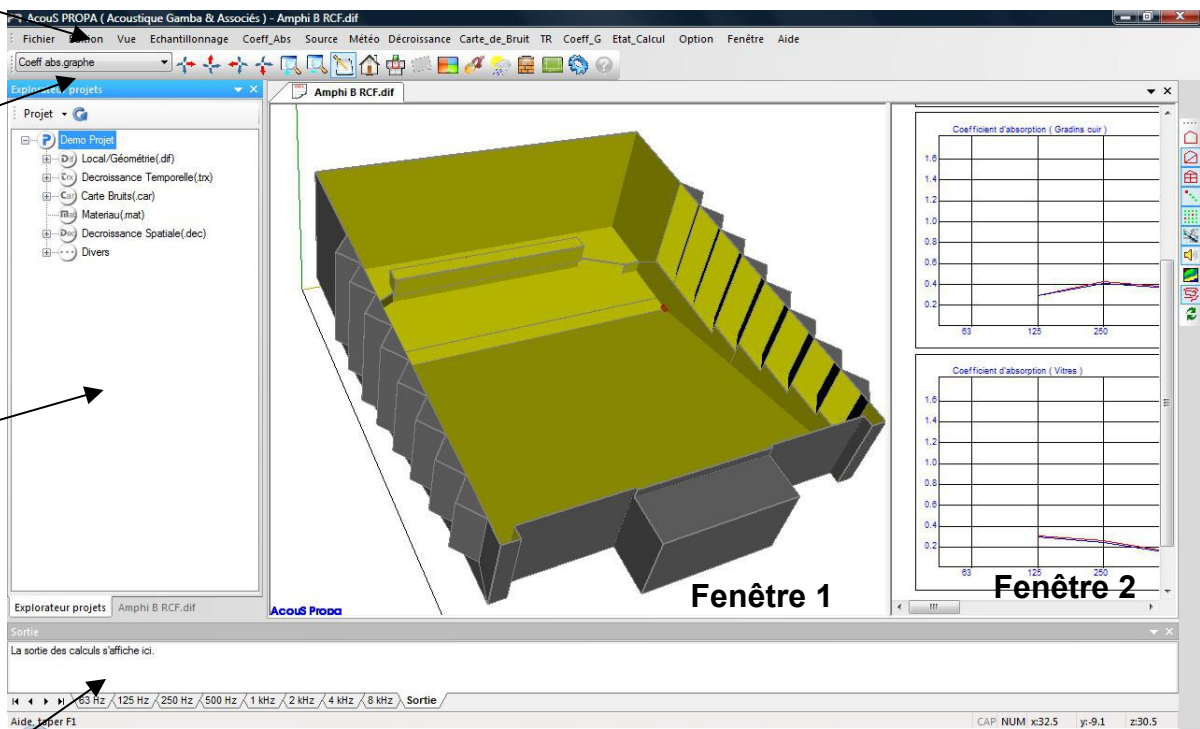 AcouS PROPA ( Acoustique Gamba & Associés ) - Amphi B RCF.dif
Fichier Edition Vue Echantillonnage Coeff_Abs Source Météo Décroissance Carte_de_Bruit TR Coeff_G Etat_Calcul Option Fenêtre Aide
Coeff abs.graphe
Explorateur projets
Projet
Demo Projet
Local/Géométrie(.dif)
Decroissance Temporelle(.trx)
Carte Bruits(.car)
Materiau(.mat)
Decroissance Spatiale(.dec)
Divers
Explorateur projets Amphi B RCF.dif
Amphi B RCF.dif
AcouS Propa
Fenêtre 1
Coefficient d'absorption ( Gradins cuir )
1.6
1.4
1.2
1.0
0.8
0.6
0.4
0.2
63 125 250
Coefficient d'absorption ( Vitres )
1.6
1.4
1.2
1.0
0.8
0.6
0.4
0.2
63 125 250
Fenêtre 2
Sortie
La sortie des calculs s'affiche ici.
63 Hz 125 Hz 250 Hz 500 Hz 1 kHz 2 kHz 4 kHz 8 kHz Sortie
Aide, taper F1
CAP NUM x:32.5 y:-9.1 z:30.5